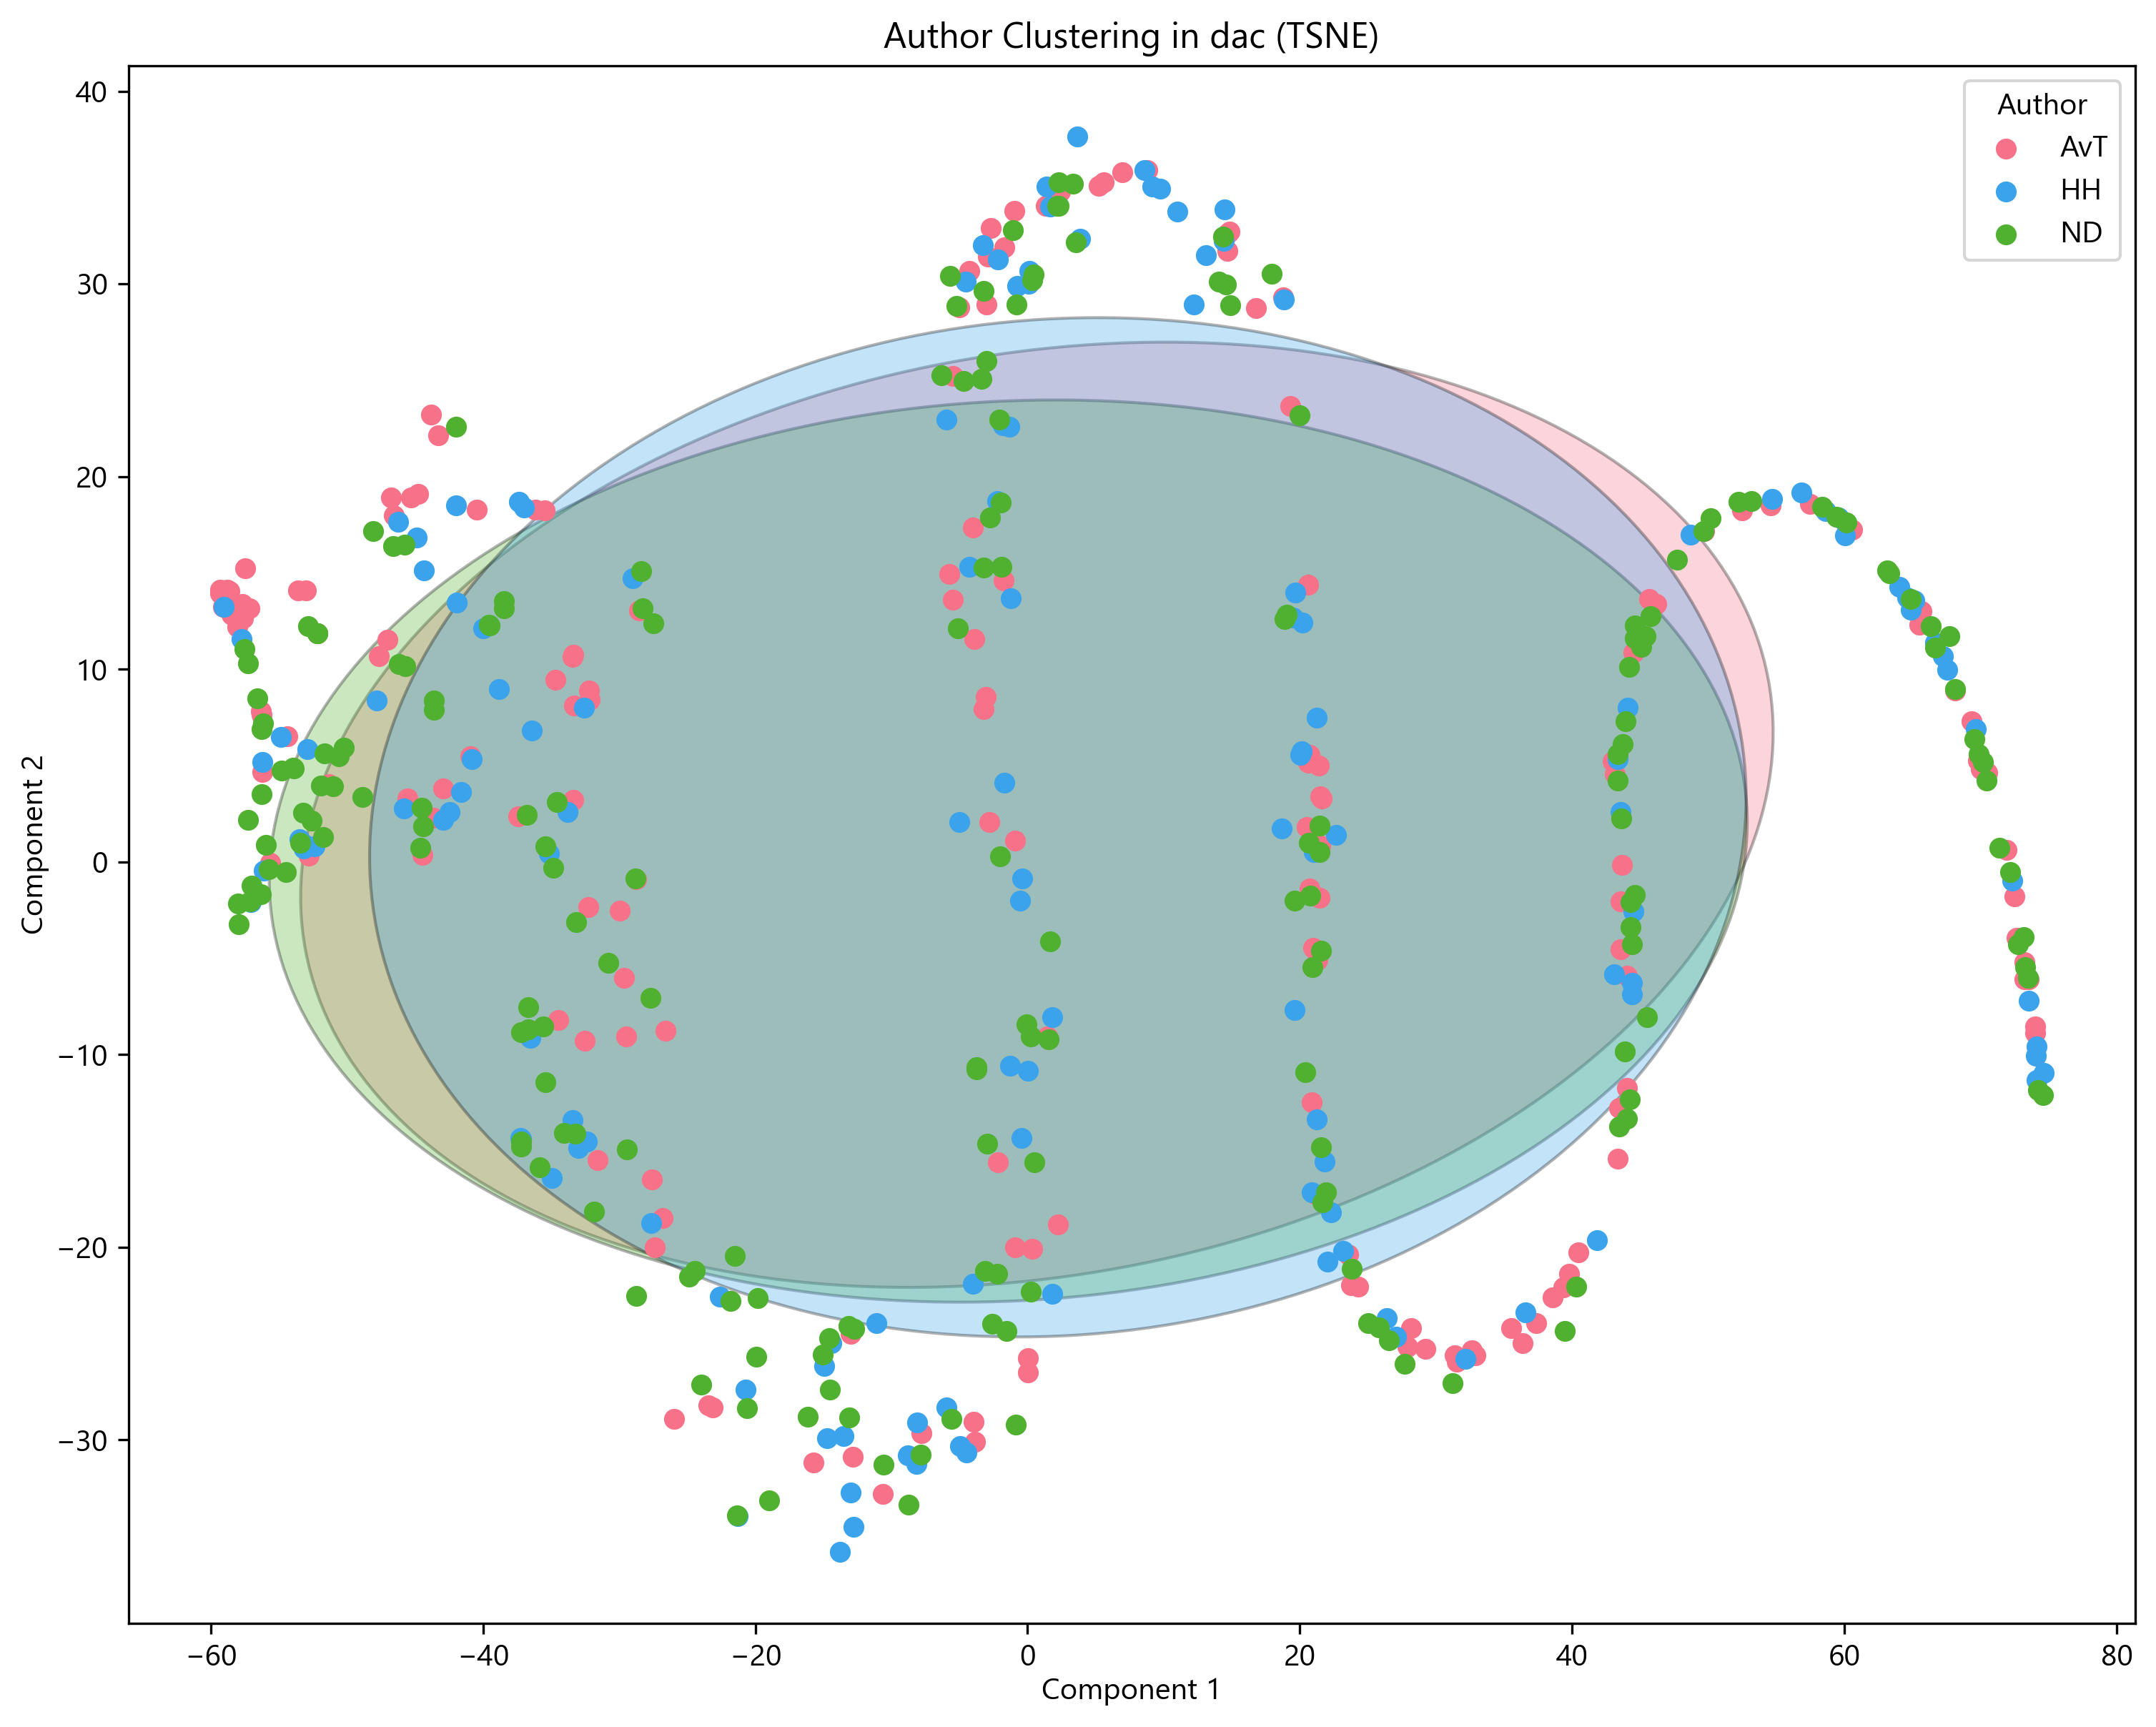 Author Clustering in dac (TSNE)
Author
AvT
HH
ND
Component 2
40
30
20
10
0
−10
−20
−30
−60
−40
−20
0
20
40
60
80
Component 1